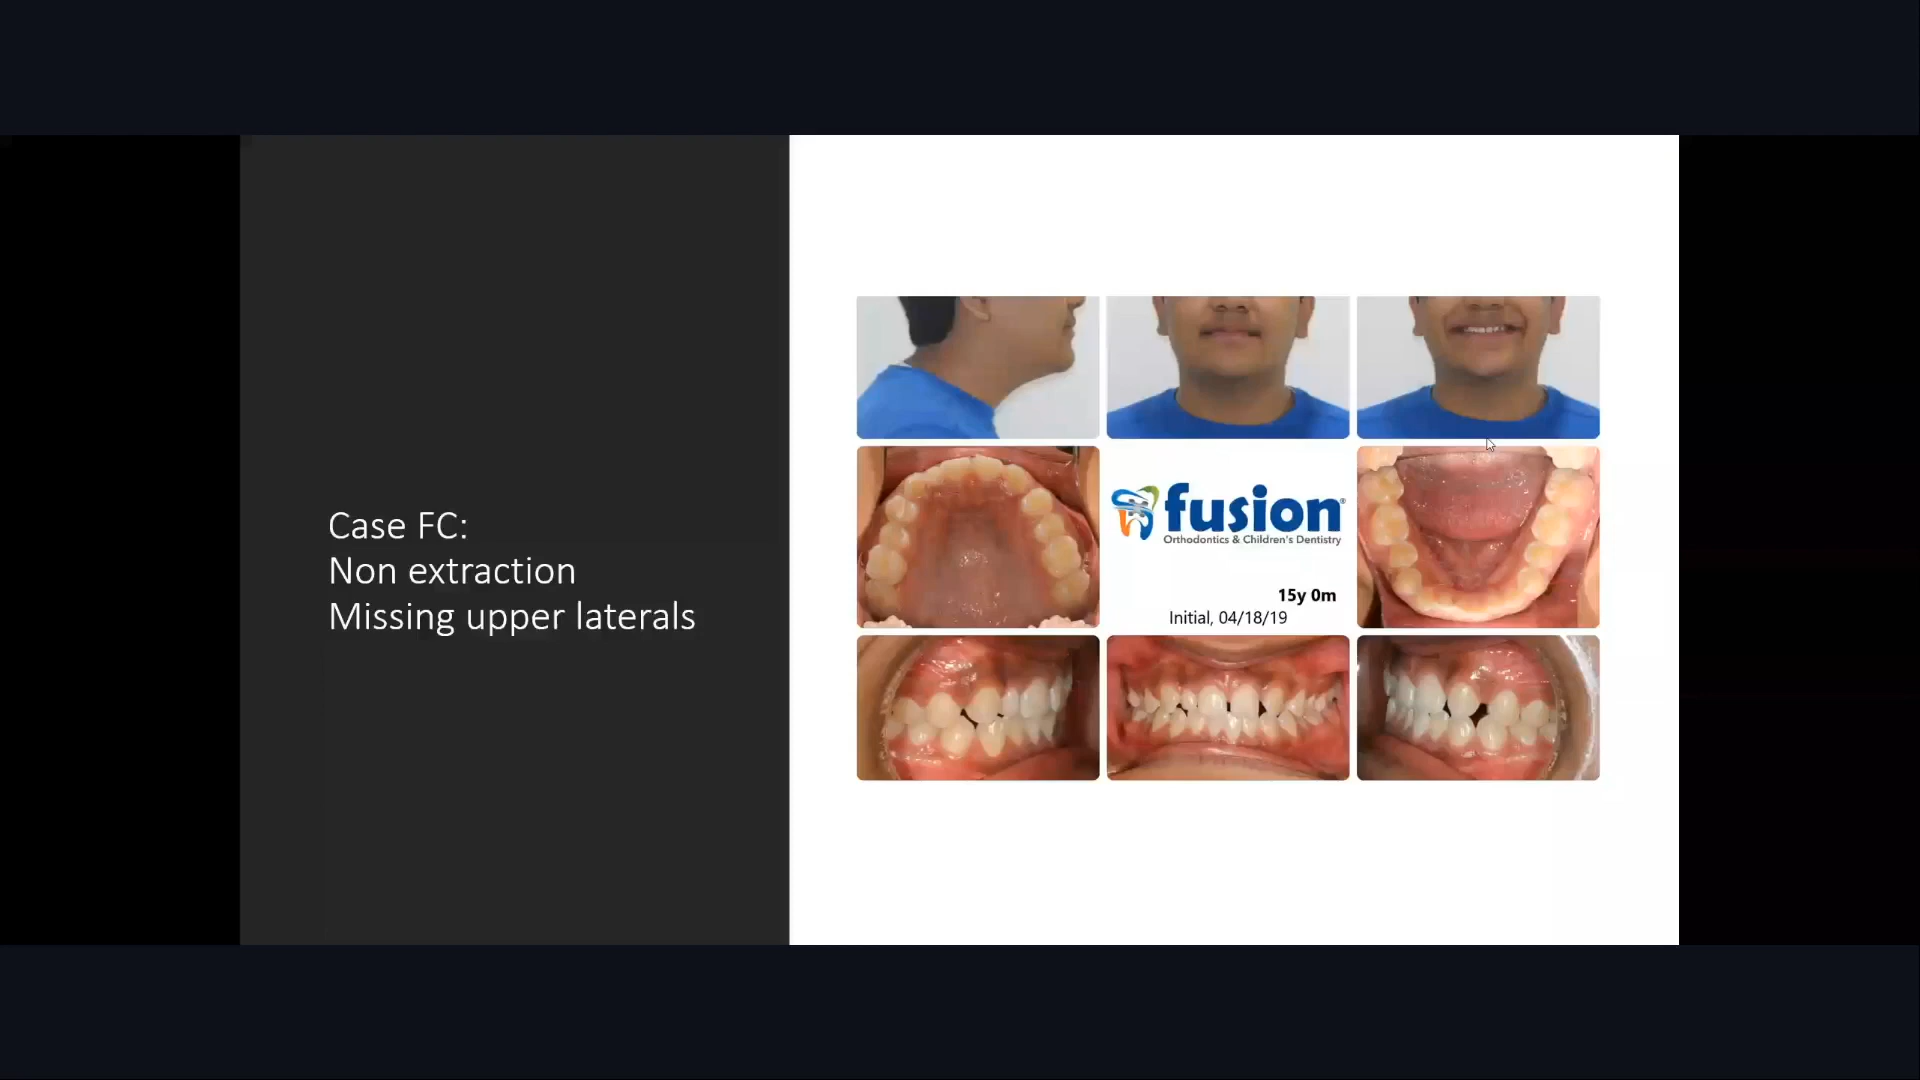 Case FC:
Non extraction
Missing upper laterals
fusion®
Orthodontics & Children's Dentistry
15y 0m
Initial, 04/18/19